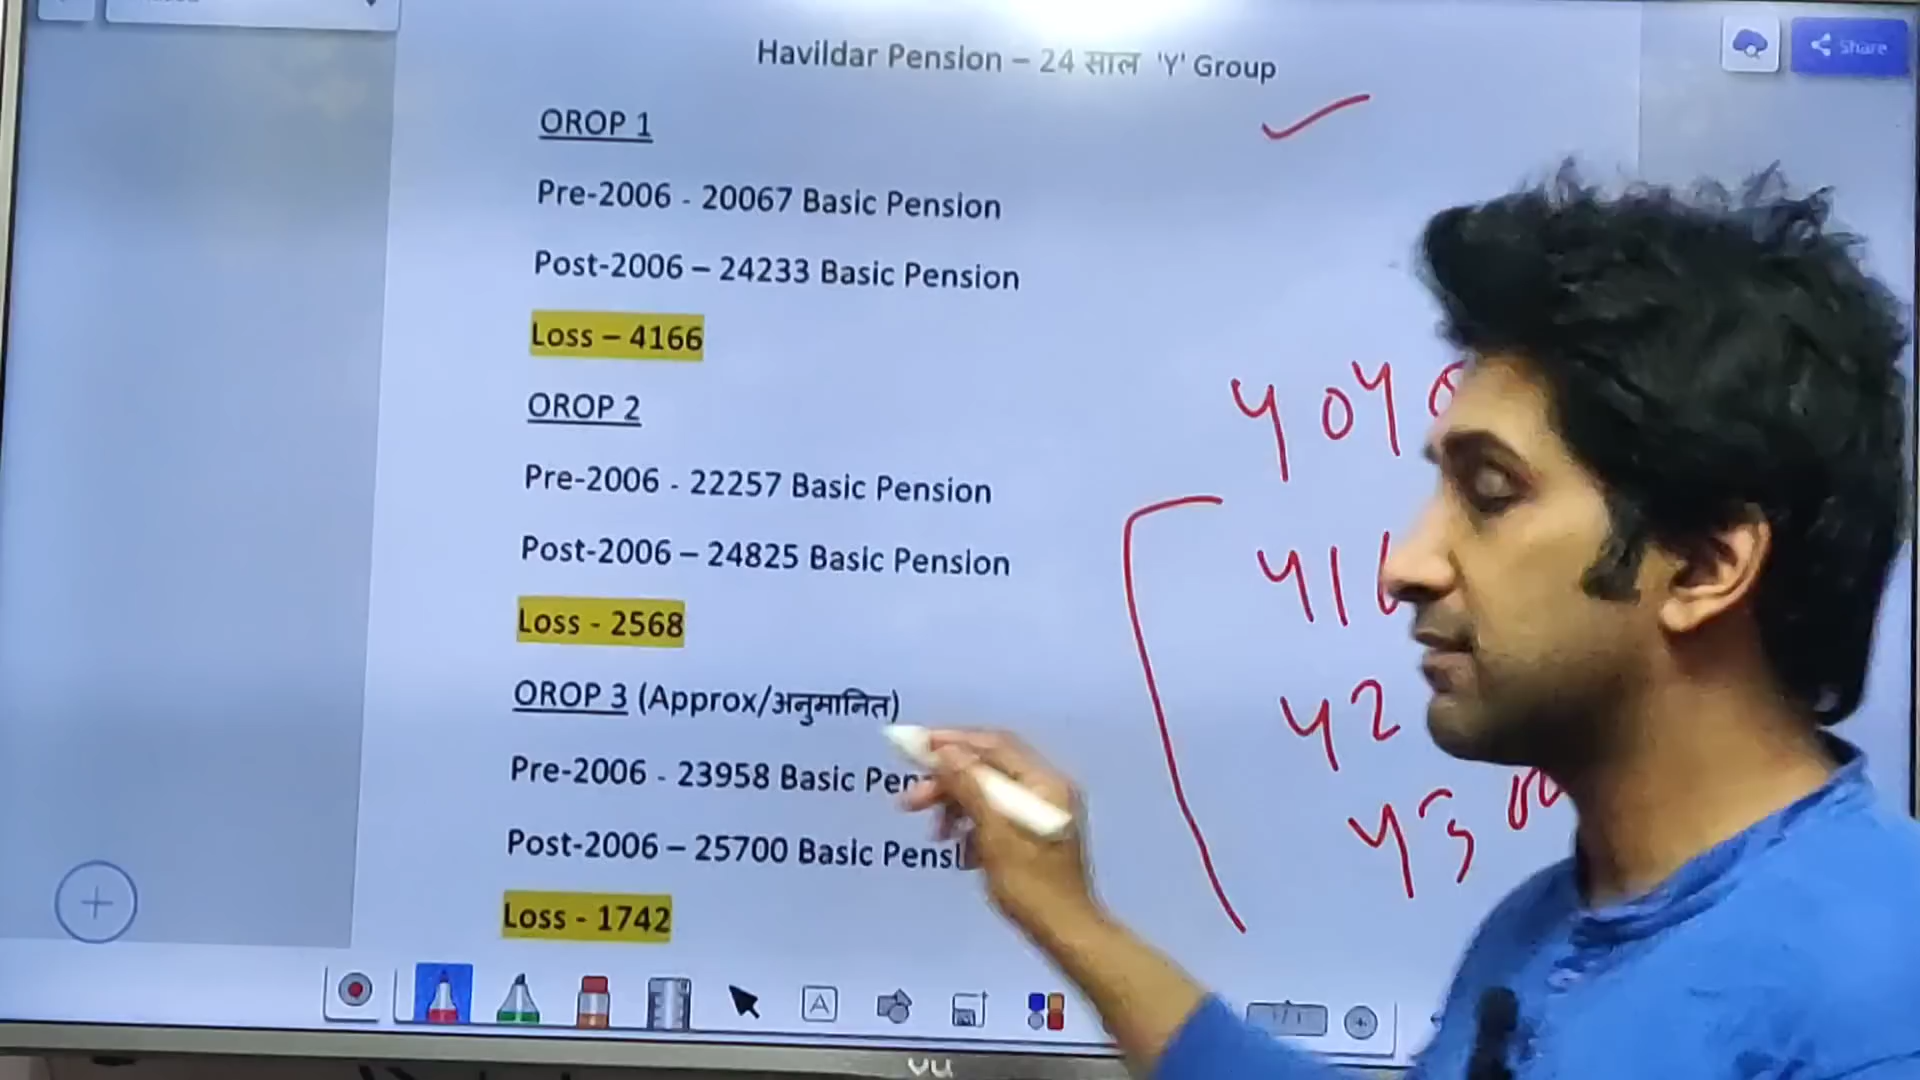 Share
Havildar Pension – 24 साल 'Y' Group
OROP 1
Pre-2006 - 20067 Basic Pension
Post-2006 – 24233 Basic Pension
Loss – 4166
OROP 2
Pre-2006 - 22257 Basic Pension
Post-2006 – 24825 Basic Pension
Loss - 2568
OROP 3 (Approx/अनुमानित)
Pre-2006 - 23958 Basic
Post-2006 – 25700 Basic
Loss - 1742
A
vu